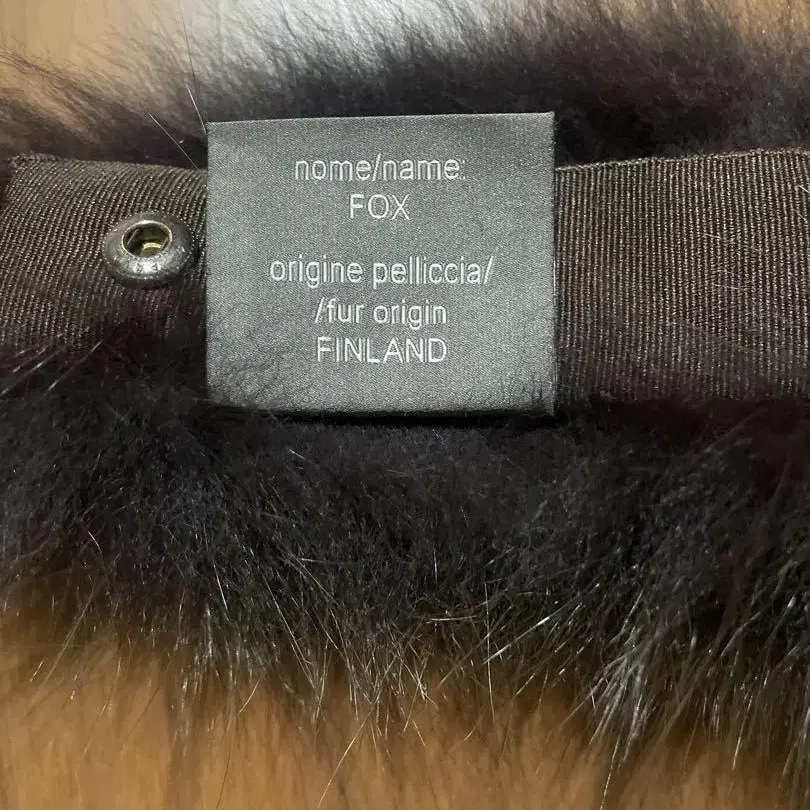 nome/name:
FOX
origine pelliccia/
/fur origin
FINLAND